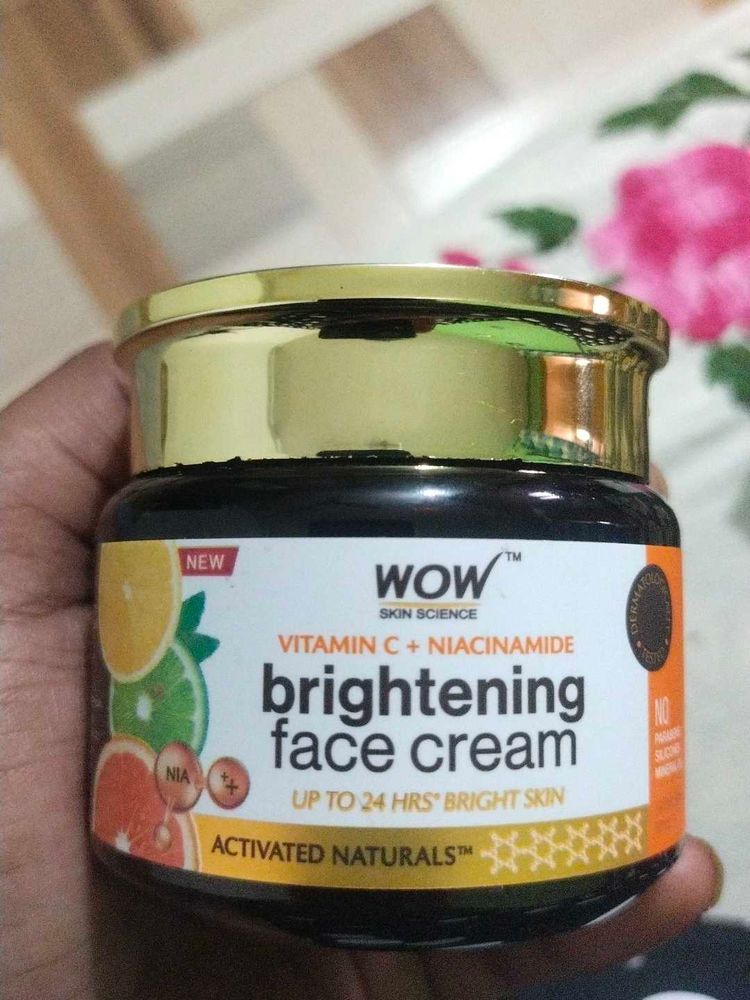 NEW
WOW™
SKIN SCIENCE
VITAMIN C + NIACINAMIDE
brightening
face cream
UP TO 24 HRS* BRIGHT SKIN
ACTIVATED NATURALS™
NIA
++
TESTED
NO
PARABENS
SILICONES
MINERAL